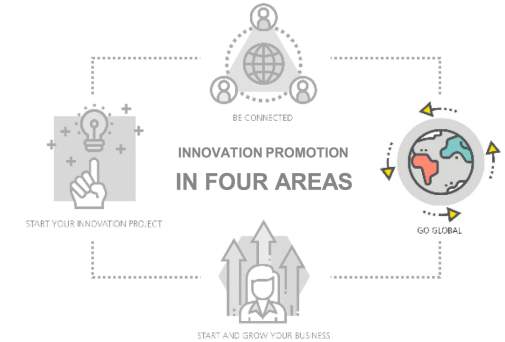 BE CONNECTED
INNOVATION PROMOTION
IN FOUR AREAS
START YOUR INNOVATION PROJECT
GO GLOBAL
START AND GROW YOUR BUSINESS